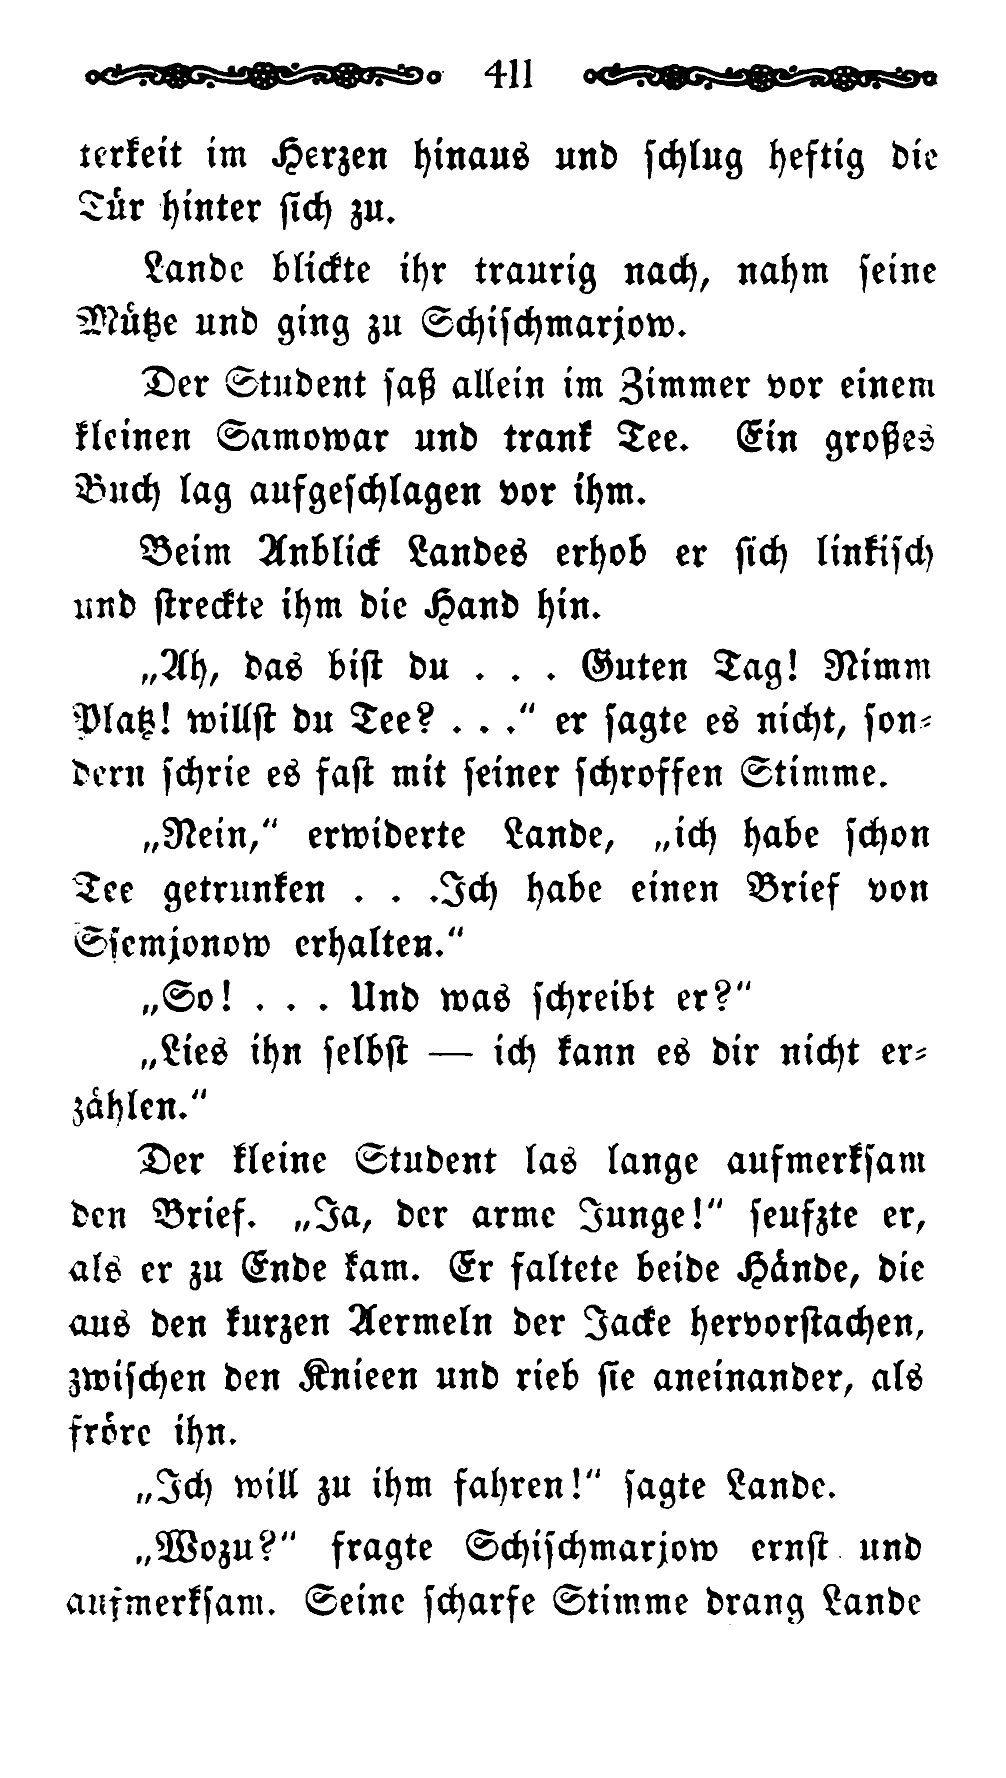 411
terkeit im Herzen hinaus und schlug heftig die
Tür hinter sich zu.
Lande blickte ihr traurig nach, nahm seine
Mütze und ging zu Schischmarjow.
Der Student saß allein im Zimmer vor einem
kleinen Samowar und trank Tee. Ein großes
Buch lag aufgeschlagen vor ihm.
Beim Anblick Landes erhob er sich linkisch
und streckte ihm die Hand hin.
„Ah, das bist du . . . Guten Tag! Nimm
Platz! willst du Tee? . . .“ er sagte es nicht, son-
dern schrie es fast mit seiner schroffen Stimme.
„Nein,“ erwiderte Lande, „ich habe schon
Tee getrunken . . .Ich habe einen Brief von
Ssemjonow erhalten.“
„So! . . . Und was schreibt er?“
„Lies ihn selbst — ich kann es dir nicht er-
zählen.“
Der kleine Student las lange aufmerksam
den Brief. „Ja, der arme Junge!“ seufzte er,
als er zu Ende kam. Er faltete beide Hände, die
aus den kurzen Aermeln der Jacke hervorstachen,
zwischen den Knieen und rieb sie aneinander, als
fröre ihn.
„Ich will zu ihm fahren!“ sagte Lande.
„Wozu?“ fragte Schischmarjow ernst und
aufmerksam. Seine scharfe Stimme drang Lande